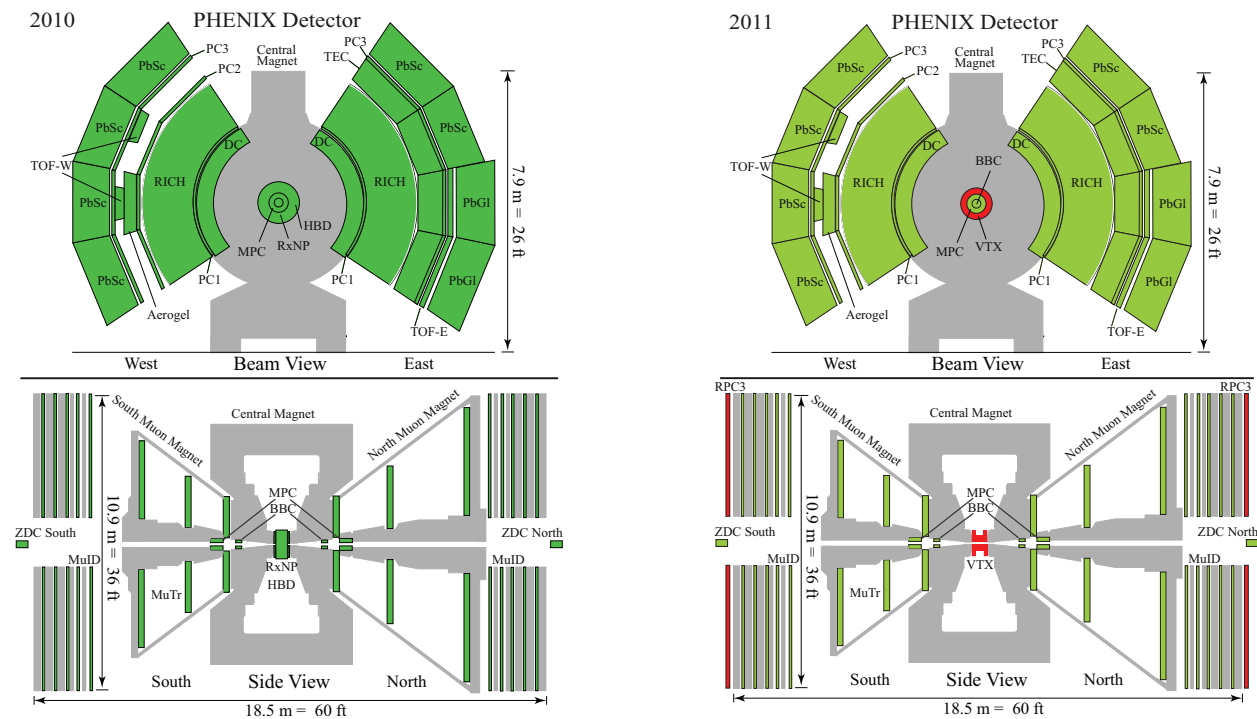 2010
PHENIX Detector
Central
Magnet
PC3
PC2
PC3
TEC
PbSc
PbSc
PbSc
PbSc
TOF-W
RICH
DC
DC
RICH
PbSc
PbSc
PbGl
PbGl
HBD
RxNP
MPC
PC1
PC1
Aerogel
TOF-E
7.9 m = 26 ft
West
Beam View
East
South Muon Magnet
Central Magnet
North Muon Magnet
MPC
BBC
ZDC South
ZDC North
10.9 m = 36 ft
MuID
MuID
RxNP
HBD
MuTr
South
Side View
North
18.5 m = 60 ft
2011
PHENIX Detector
Central
Magnet
PC3
PC2
PC3
TEC
PbSc
PbSc
PbSc
PbSc
TOF-W
RICH
DC
DC
BBC
RICH
PbSc
PbSc
PbGl
PbGl
MPC
VTX
PC1
PC1
Aerogel
TOF-E
7.9 m = 26 ft
West
Beam View
East
RPC3
RPC3
South Muon Magnet
Central Magnet
North Muon Magnet
MPC
BBC
ZDC South
ZDC North
10.9 m = 36 ft
MuID
MuID
VTX
MuTr
South
Side View
North
18.5 m = 60 ft